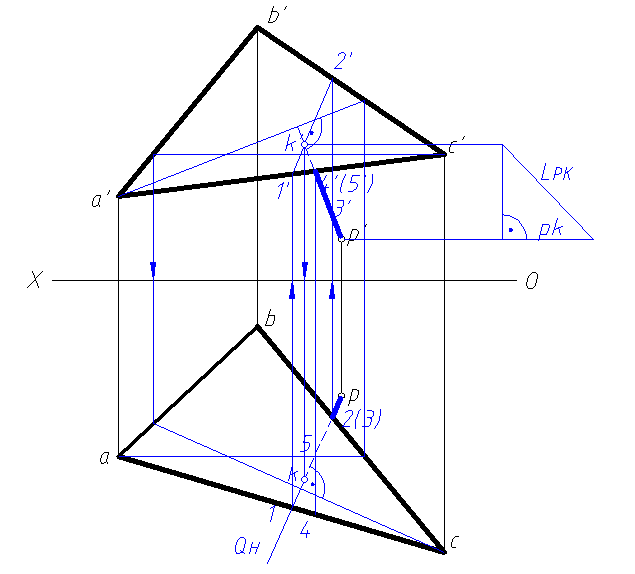 b'
2'
k'
c'
a'
1'
4'(5')
3'
p'
LPK
pk
X
O
b
p
2(3)
a
5
k
1
4
QH
c